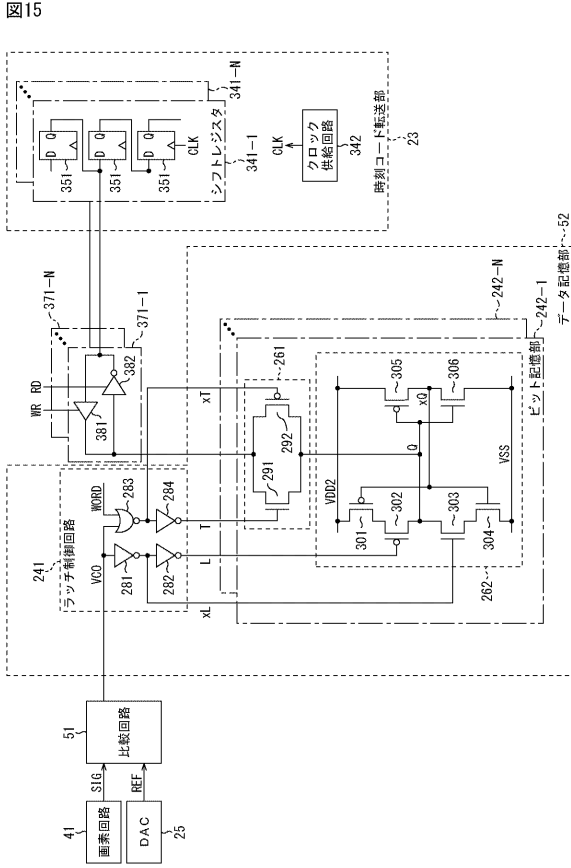 図15
341-N
シフトレジスタ
341-1
D Q
351
D Q
351
D Q
351
CLK
CLK
クロック
供給回路
342
時刻コード転送部
23
371-N
371-1
WR
RD
381
382
データ記憶部
52
242-N
242-1
ビット記憶部
261
xT
291
292
241
ラッチ制御回路
WORD
283
284
T
VCO
281
282
L
xL
VDD2
301
302
303
304
305
306
Q
xQ
VSS
262
51
比較回路
SIG
REF
41
画素回路
DAC
25